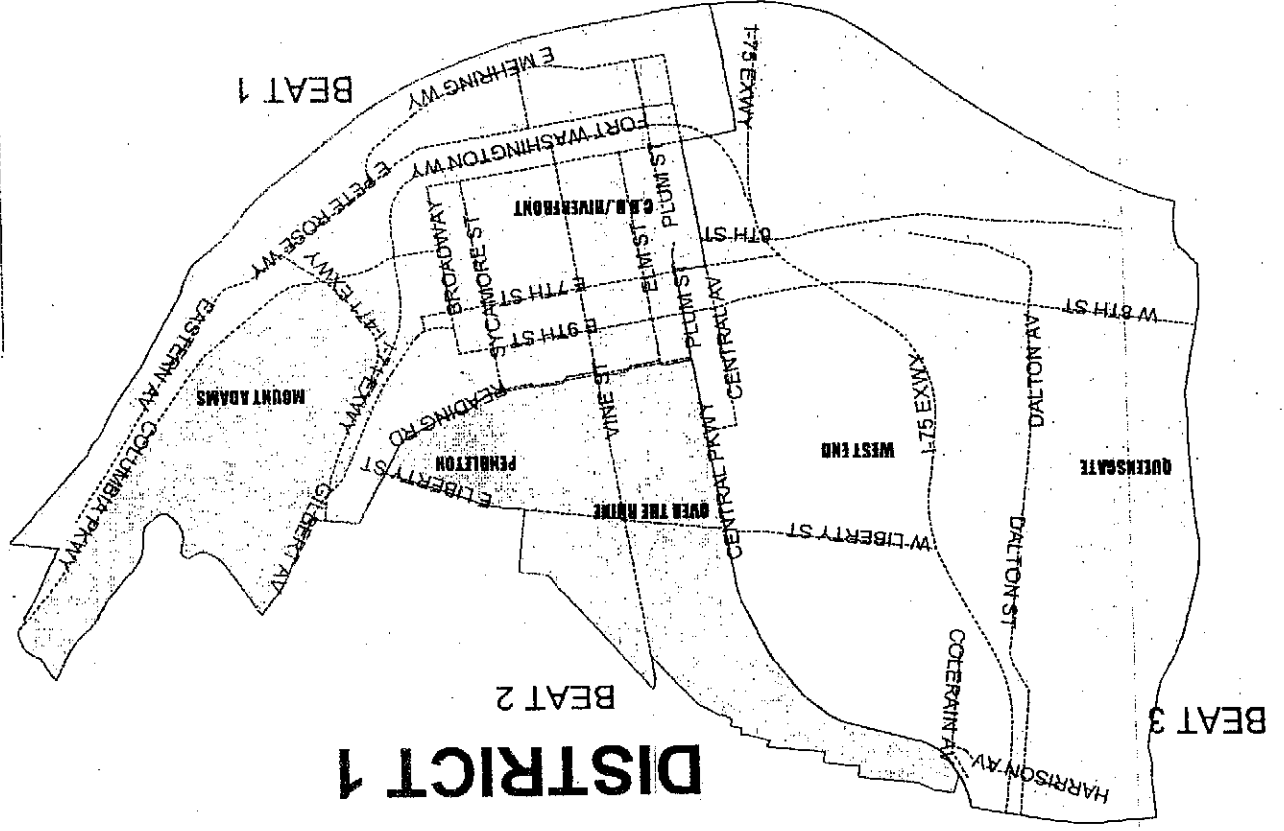 DISTRICT 1
BEAT 3
HARRISON AV
COLERAIN AV
BEAT 2
DALTON ST
W LIBERTY ST
CENTRAL PKWY
OVER THE RHINE
E LIBERTY ST
GILBERT AV
COLUMBIA PKWY
QUEENSGATE
WEST END
PENDLETON
READING RD
VINE ST
I-75 EXWY
DALTON AV
CENTRAL AV
PLUM ST
MOUNT ADAMS
I-71 EXWY
EASTERN AV
W 8TH ST
E 9TH ST
SYCAMORE ST
E 7TH ST
ELM ST
BROADWAY
I-471 EXWY
6TH ST
PLUM ST
C.B.D./RIVERFRONT
E PETE ROSE WY
FORT WASHINGTON WY
I-75 EXWY
E MEHRING WY
BEAT 1